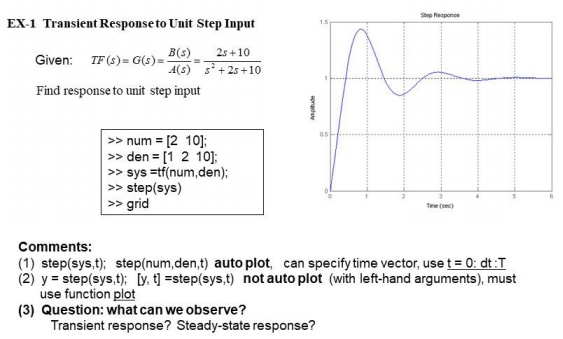 EX-1 Transient Response to Unit Step Input
Given: TF(s) = G(s) = B(s)/A(s) = (2s+10)/(s²+2s+10)
Find response to unit step input
>> num = [2 10];
>> den = [1 2 10];
>> sys =tf(num,den);
>> step(sys)
>> grid
Step Response
1.5
1
0.5
0
Amplitude
0 1 2 3 4 5 6
Time (sec)
Comments:
(1) step(sys,t); step(num,den,t) auto plot, can specify time vector, use t = 0: dt :T
(2) y = step(sys,t); [y, t] =step(sys,t) not auto plot (with left-hand arguments), must
use function plot
(3) Question: what can we observe?
Transient response? Steady-state response?